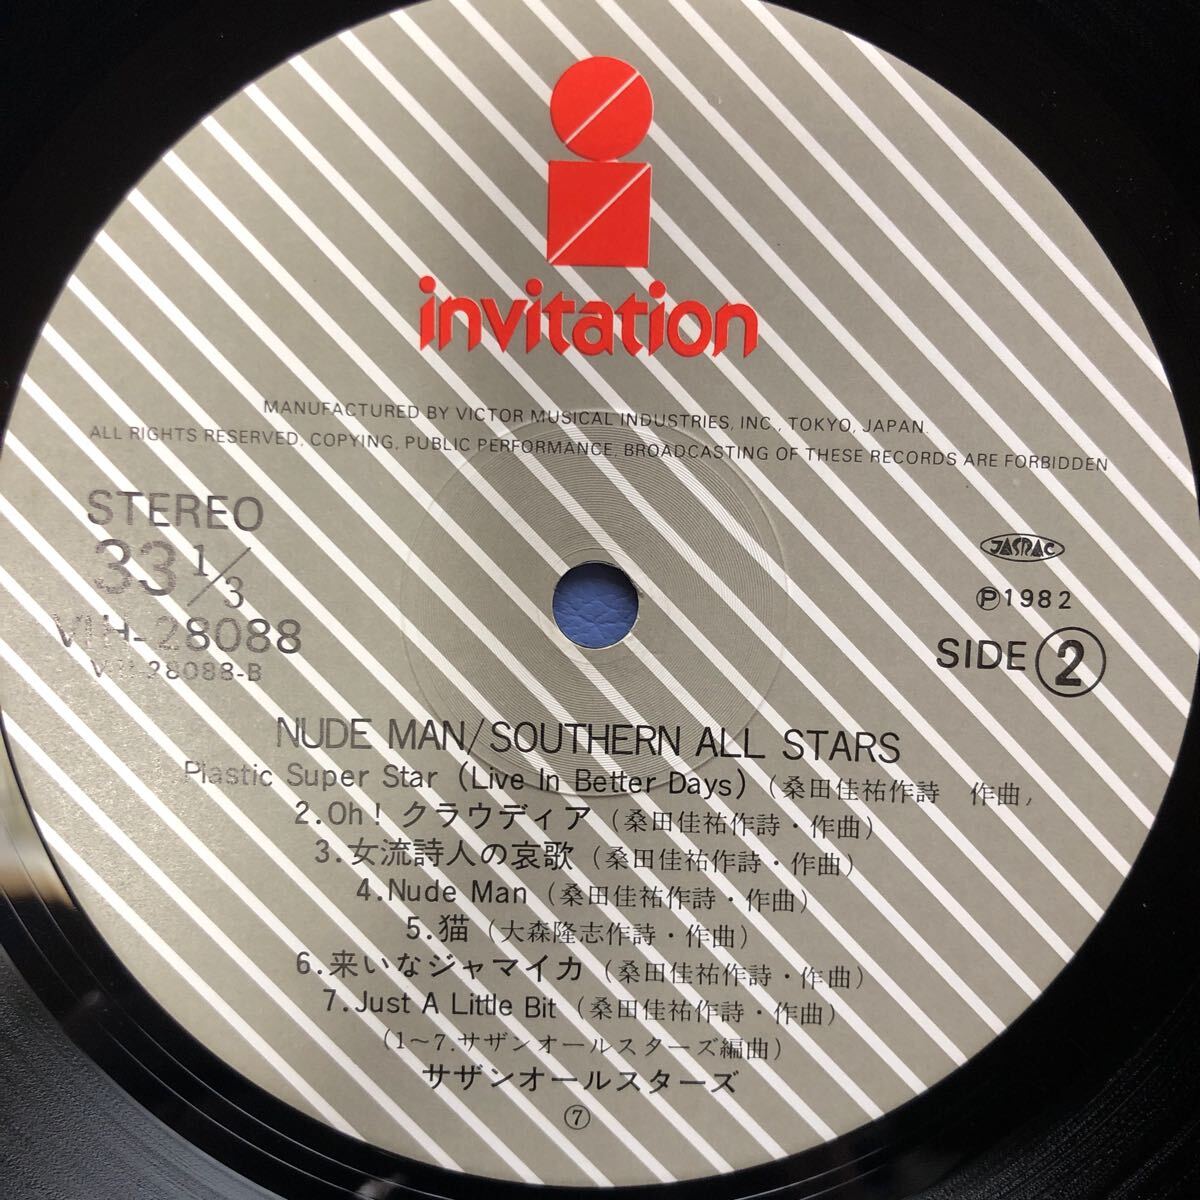 invitation
MANUFACTURED BY VICTOR MUSICAL INDUSTRIES, INC., TOKYO, JAPAN.
ALL RIGHTS RESERVED. COPYING, PUBLIC PERFORMANCE, BROADCASTING OF THESE RECORDS ARE FORBIDDEN
STEREO
33 1/3
VIH-28088
VIH-28088-B
JASRAC
Ⓟ1982
SIDE ②
NUDE MAN/SOUTHERN ALL STARS
Plastic Super Star (Live In Better Days) (桑田佳祐作詩 作曲)
2.Oh! クラウディア (桑田佳祐作詩・作曲)
3.女流詩人の哀歌 (桑田佳祐作詩・作曲)
4.Nude Man (桑田佳祐作詩・作曲)
5.猫 (大森隆志作詩・作曲)
6.来いなジャマイカ (桑田佳祐作詩・作曲)
7.Just A Little Bit (桑田佳祐作詩・作曲)
(1〜7.サザンオールスターズ編曲)
サザンオールスターズ
⑦